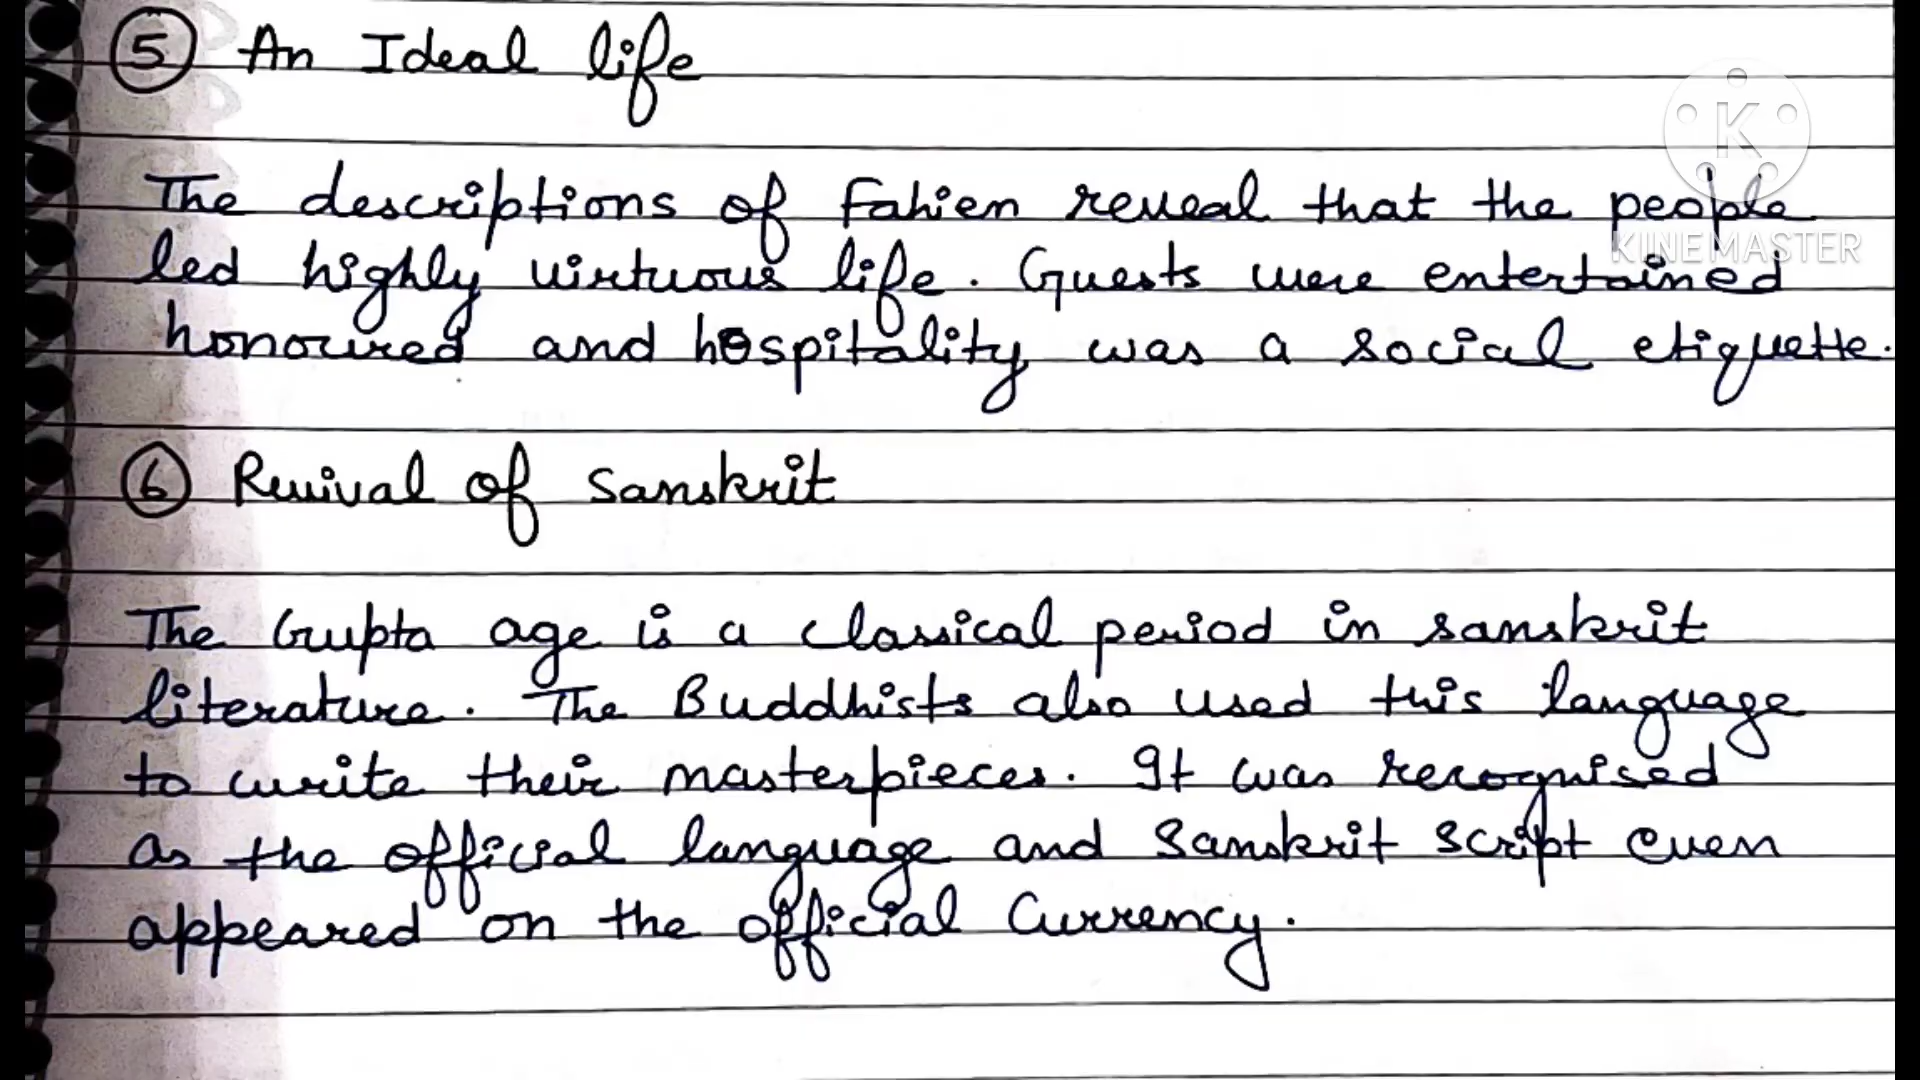 5 An Ideal life
The descriptions of Fahien reveal that the people
led highly virtuous life. Guests were entertained
honoured and hospitality was a social etiquette.
6 Revival of Sanskrit
The Gupta age is a classical period in sanskrit
literature. The Buddhists also used this language
to write their masterpieces. It was recognised
as the official language and Sanskrit script even
appeared on the official Currency.
K
KINEMASTER